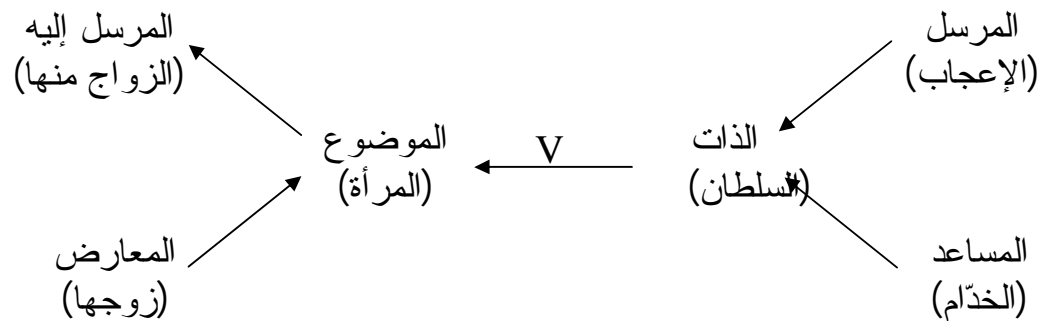 المرسل
(الإعجاب)
المرسل إليه
(الزواج منها)
الذات
(السلطان)
V
الموضوع
(المرأة)
المساعد
(الخدّام)
المعارض
(زوجها)